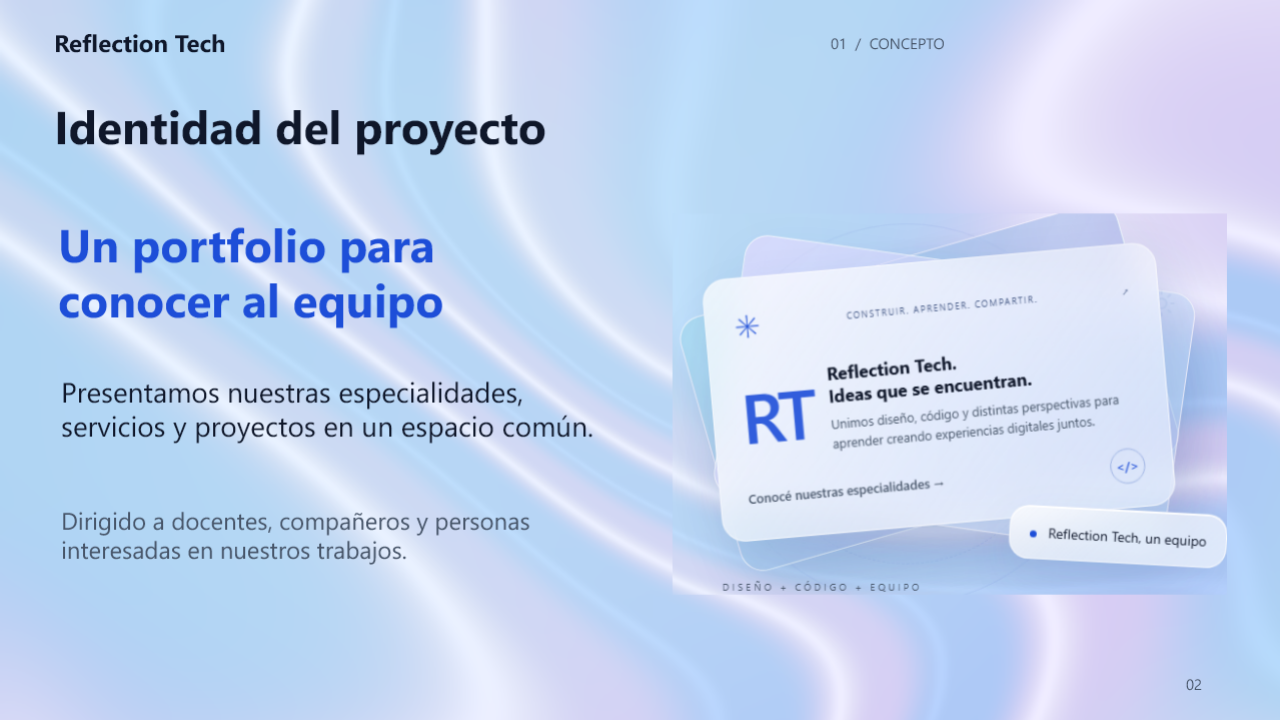 Reflection Tech
01 / CONCEPTO
Identidad del proyecto
Un portfolio para
conocer al equipo
Presentamos nuestras especialidades,
servicios y proyectos en un espacio común.
Dirigido a docentes, compañeros y personas
interesadas en nuestros trabajos.
CONSTRUIR. APRENDER. COMPARTIR.
RT
Reflection Tech.
Ideas que se encuentran.
Unimos diseño, código y distintas perspectivas para
aprender creando experiencias digitales juntos.
</>
Conocé nuestras especialidades →
Reflection Tech, un equipo
DISEÑO + CÓDIGO + EQUIPO
02